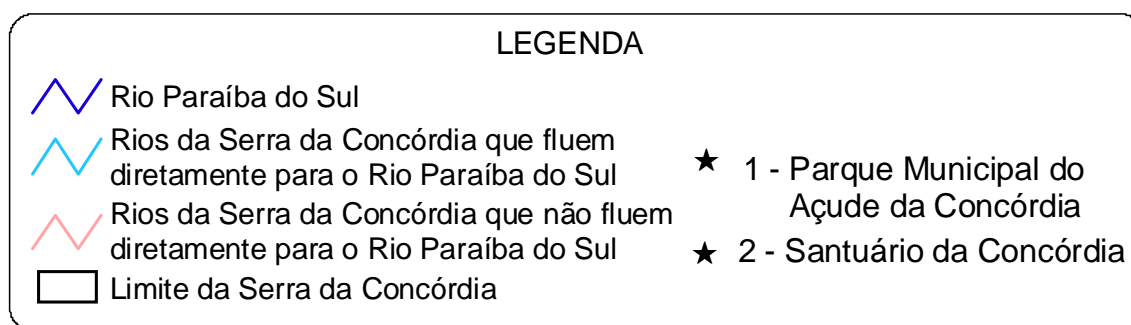 LEGENDA
Rio Paraíba do Sul
Rios da Serra da Concórdia que fluem
diretamente para o Rio Paraíba do Sul
Rios da Serra da Concórdia que não fluem
diretamente para o Rio Paraíba do Sul
Limite da Serra da Concórdia
1 - Parque Municipal do
Açude da Concórdia
2 - Santuário da Concórdia